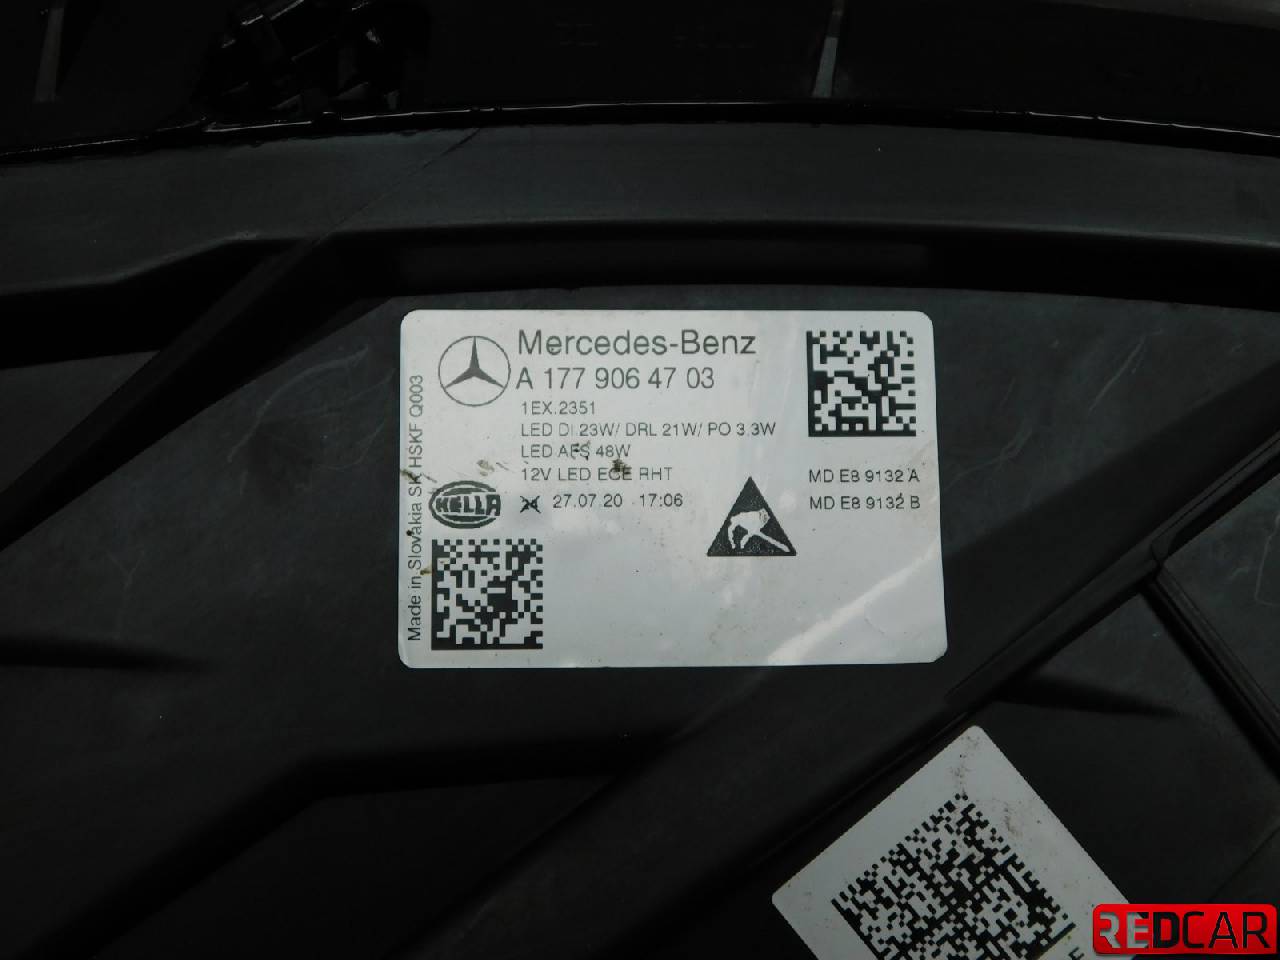 Mercedes-Benz
A 177 906 47 03
1EX.2351
LED DI 23W/ DRL 21W/ PO 3.3W
LED AFS 48W
12V LED ECE RHT
HELLA
27.07.20 17:06
MD E8 9132 A
MD E8 9132 B
Made in Slovakia SK HSKF Q003
REDCAR